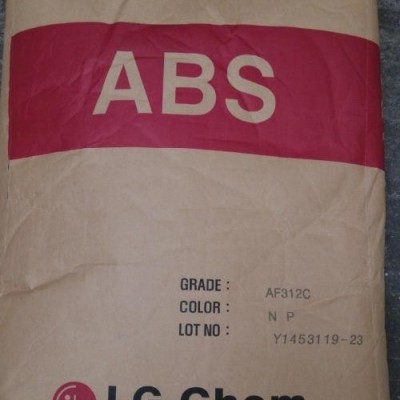 ABS
GRADE : AF312C
COLOR : N P
LOT NO : Y1453119-23
LG Chem